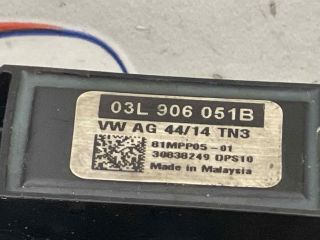 03L 906 051B
VW AG 44/14 TN3
81MPP05-01
30838249 DPS10
Made in Malaysia